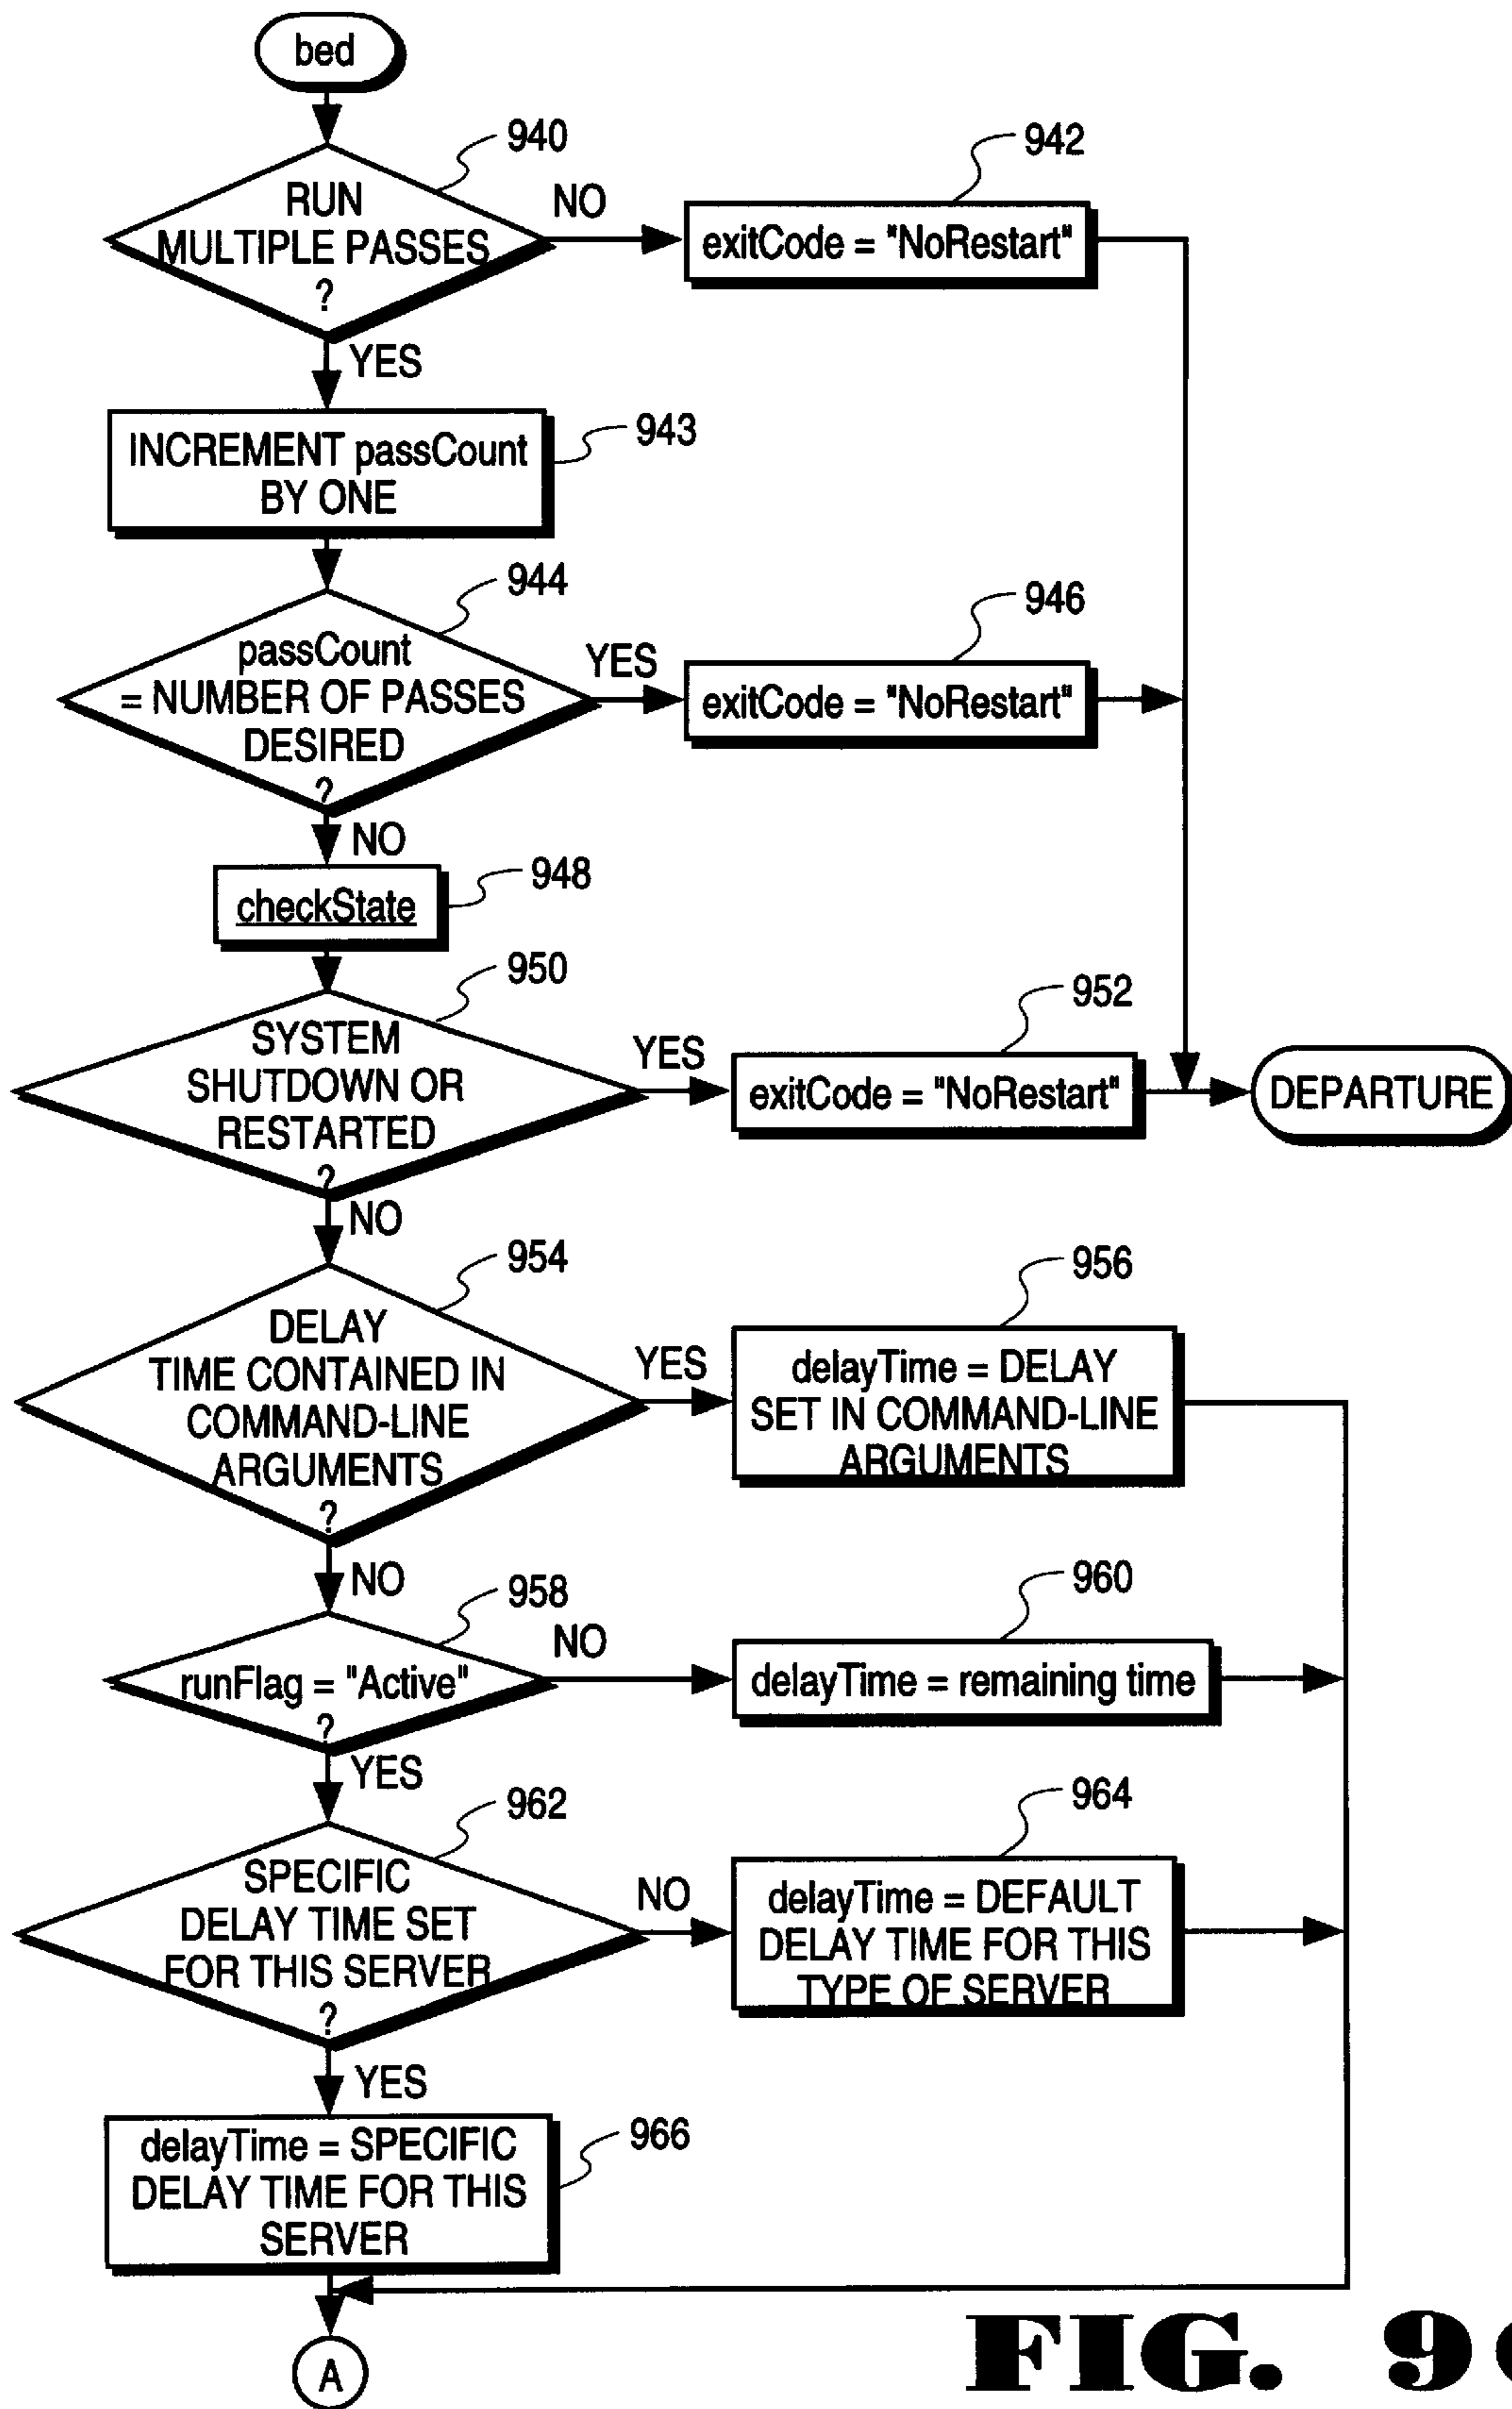 bed
940
RUN
MULTIPLE PASSES
?
NO
942
exitCode = "NoRestart"
YES
INCREMENT passCount
BY ONE
943
944
passCount
= NUMBER OF PASSES
DESIRED
?
YES
946
exitCode = "NoRestart"
NO
checkState
948
950
SYSTEM
SHUTDOWN OR
RESTARTED
?
YES
952
exitCode = "NoRestart"
DEPARTURE
NO
954
DELAY
TIME CONTAINED IN
COMMAND-LINE
ARGUMENTS
?
YES
956
delayTime = DELAY
SET IN COMMAND-LINE
ARGUMENTS
NO
958
runFlag = "Active"
?
NO
960
delayTime = remaining time
YES
962
SPECIFIC
DELAY TIME SET
FOR THIS SERVER
?
NO
964
delayTime = DEFAULT
DELAY TIME FOR THIS
TYPE OF SERVER
YES
delayTime = SPECIFIC
DELAY TIME FOR THIS
SERVER
966
A
FIG.